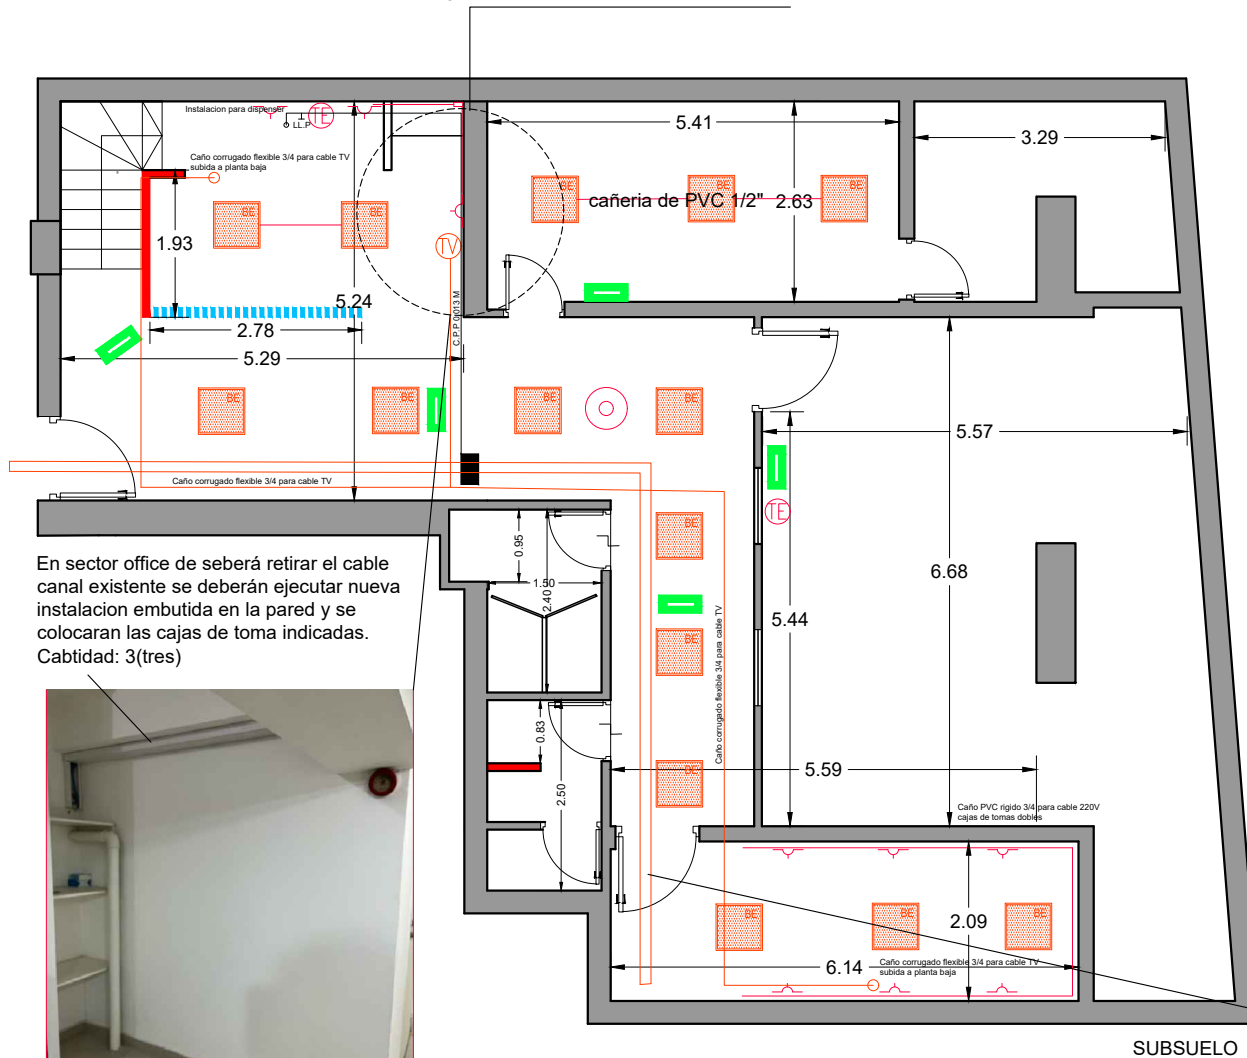 Instalacion para dispenser
TE
LL.P
5.41
3.29
Caño corrugado flexible 3/4 para cable TV
subida a planta baja
BE
BE
BE
BE
BE
cañeria de PVC 1/2"
2.63
1.93
TV
5.24
C.P.P 0.013 M
2.78
5.29
BE
BE
BE
BE
5.57
Caño corrugado flexible 3/4 para cable TV
TE
BE
0.95
En sector office de seberá retirar el cable
canal existente se deberán ejecutar nueva
instalacion embutida en la pared y se
colocaran las cajas de toma indicadas.
Cabtidad: 3(tres)
1.50
2.40
6.68
5.44
BE
Caño corrugado flexible 3/4 para cable TV
0.83
BE
5.59
2.50
Caño PVC rigido 3/4 para cable 220V
cajas de tomas dobles
BE
BE
BE
2.09
6.14
Caño corrugado flexible 3/4 para cable TV
subida a planta baja
SUBSUELO